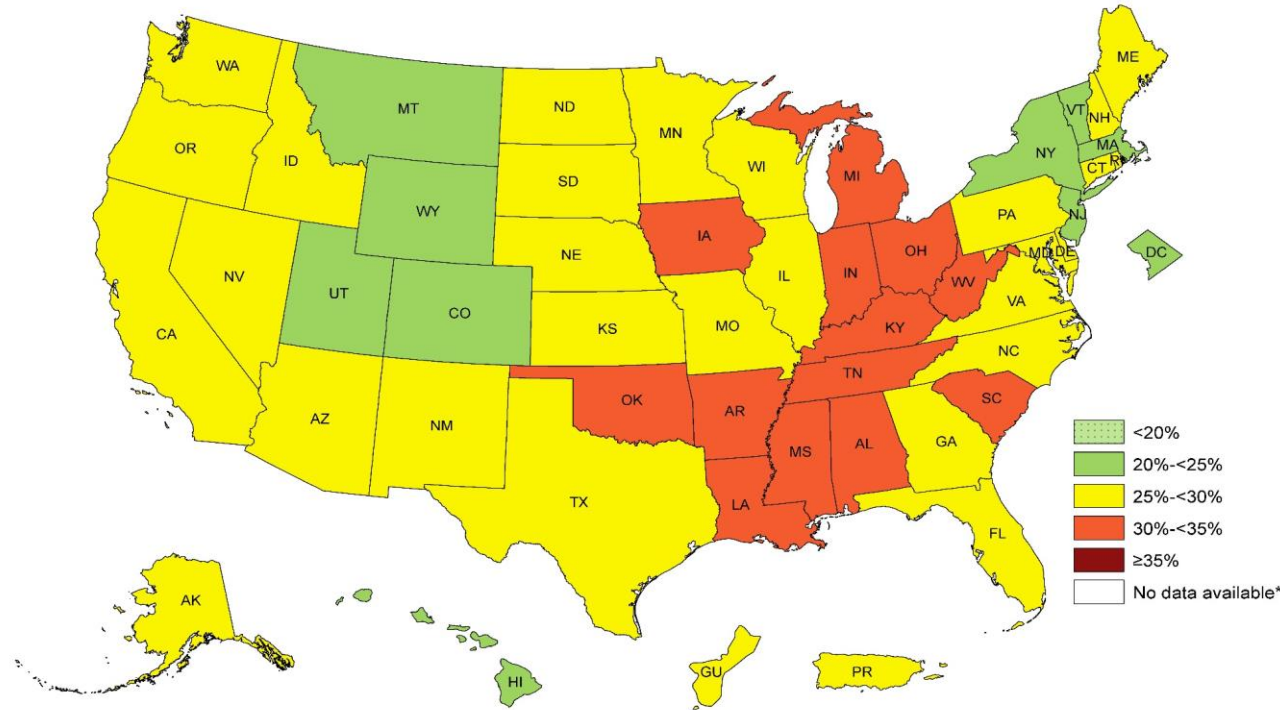 WA
MT
ND
MN
ME
OR
ID
SD
WI
MI
NY
VT
NH
MA
CT
R
WY
NE
IA
PA
NJ
NV
UT
CO
KS
MO
IL
IN
OH
WV
MD
DE
VA
DC
CA
KY
NC
TN
AZ
NM
OK
AR
SC
MS
AL
GA
TX
LA
FL
AK
HI
GU
PR
<20%
20%-<25%
25%-<30%
30%-<35%
≥35%
No data available*